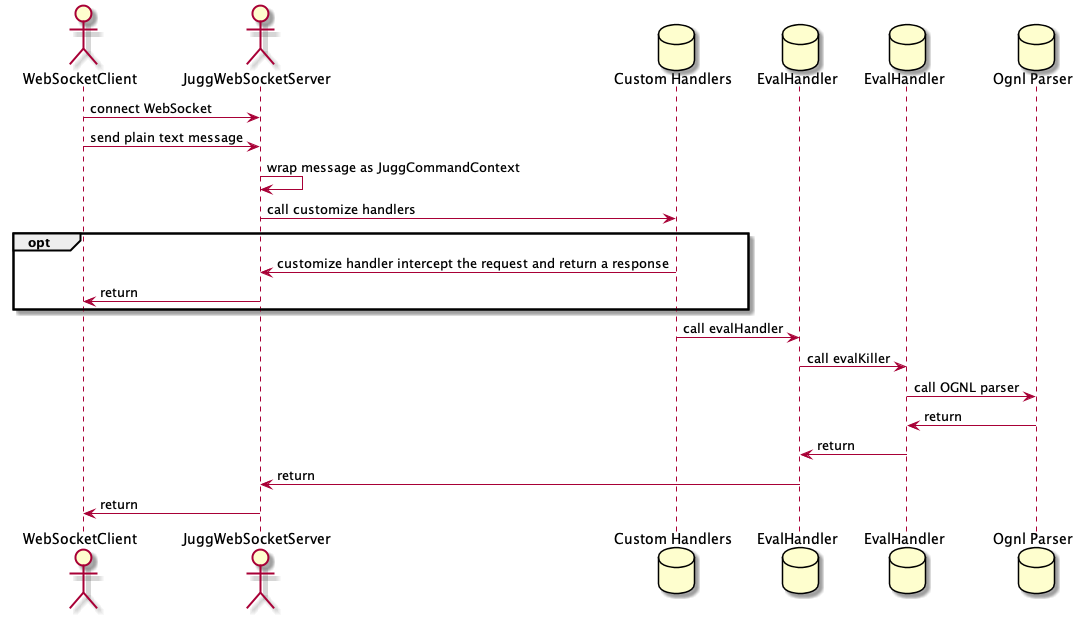 WebSocketClient JuggWebSocketServer Custom Handlers EvalHandler EvalHandler Ognl Parser
connect WebSocket
send plain text message
wrap message as JuggCommandContext
call customize handlers
opt
customize handler intercept the request and return a response
return
call evalHandler
call evalKiller
call OGNL parser
return
return
return
return
WebSocketClient JuggWebSocketServer Custom Handlers EvalHandler EvalHandler Ognl Parser